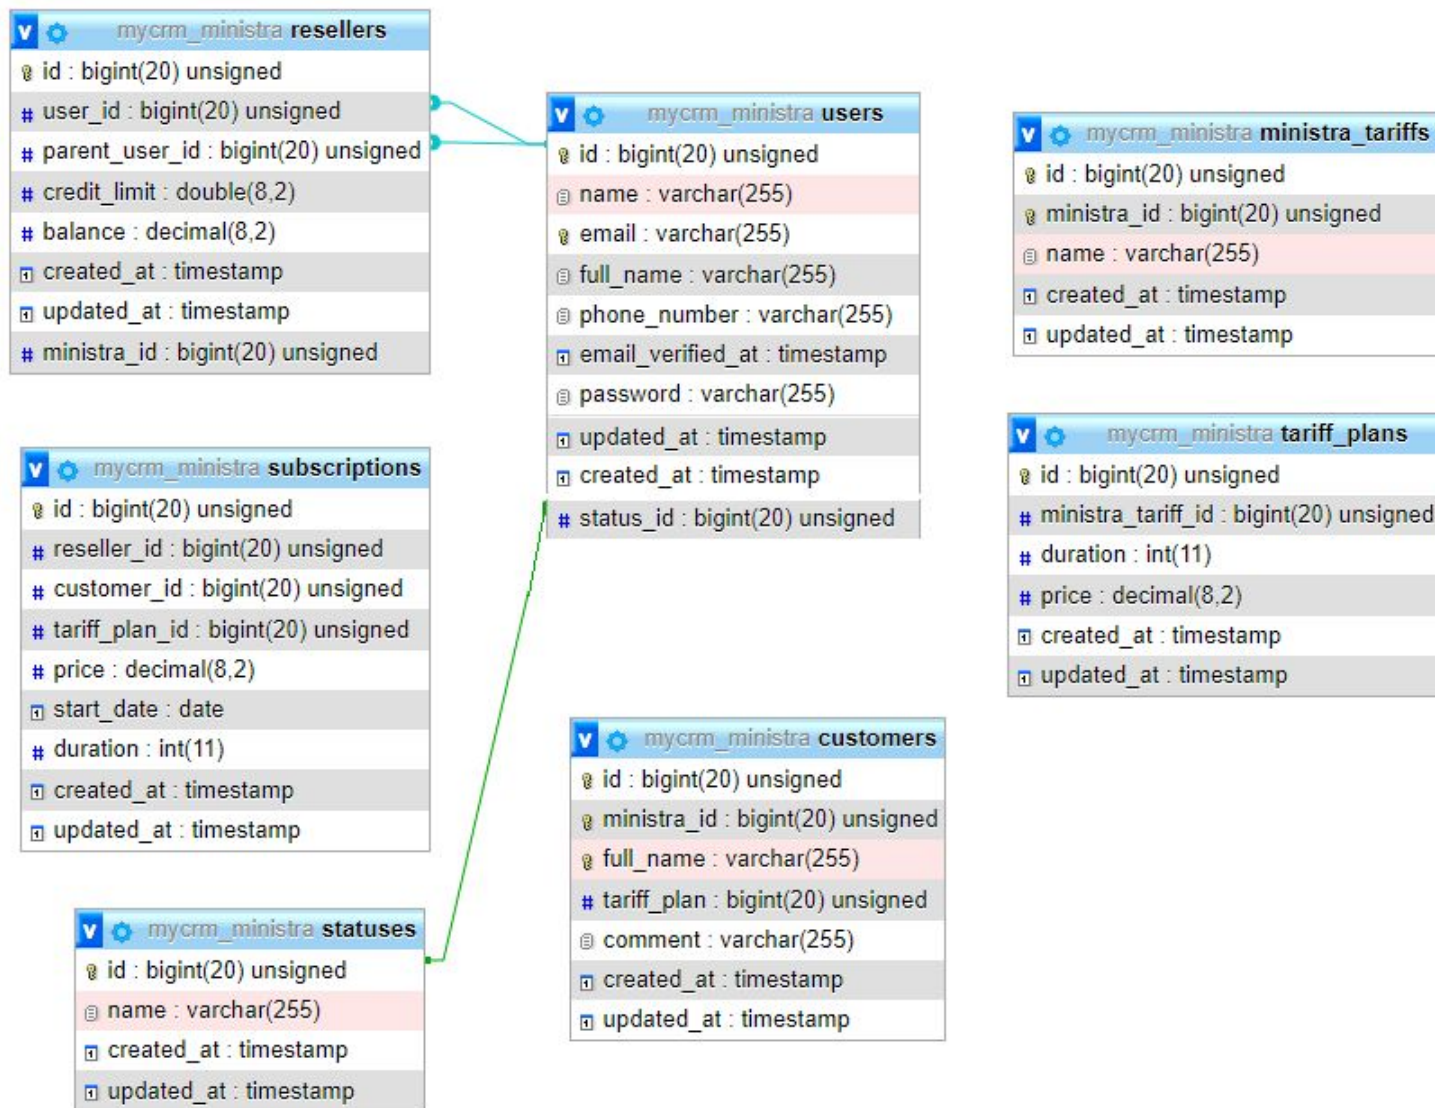 mycrm_ministra resellers
id : bigint(20) unsigned
user_id : bigint(20) unsigned
parent_user_id : bigint(20) unsigned
credit_limit : double(8,2)
balance : decimal(8,2)
created_at : timestamp
updated_at : timestamp
ministra_id : bigint(20) unsigned
mycrm_ministra users
id : bigint(20) unsigned
name : varchar(255)
email : varchar(255)
full_name : varchar(255)
phone_number : varchar(255)
email_verified_at : timestamp
password : varchar(255)
updated_at : timestamp
created_at : timestamp
status_id : bigint(20) unsigned
mycrm_ministra ministra_tariffs
id : bigint(20) unsigned
ministra_id : bigint(20) unsigned
name : varchar(255)
created_at : timestamp
updated_at : timestamp
mycrm_ministra tariff_plans
id : bigint(20) unsigned
ministra_tariff_id : bigint(20) unsigned
duration : int(11)
price : decimal(8,2)
created_at : timestamp
updated_at : timestamp
mycrm_ministra subscriptions
id : bigint(20) unsigned
reseller_id : bigint(20) unsigned
customer_id : bigint(20) unsigned
tariff_plan_id : bigint(20) unsigned
price : decimal(8,2)
start_date : date
duration : int(11)
created_at : timestamp
updated_at : timestamp
mycrm_ministra customers
id : bigint(20) unsigned
ministra_id : bigint(20) unsigned
full_name : varchar(255)
tariff_plan : bigint(20) unsigned
comment : varchar(255)
created_at : timestamp
updated_at : timestamp
mycrm_ministra statuses
id : bigint(20) unsigned
name : varchar(255)
created_at : timestamp
updated_at : timestamp